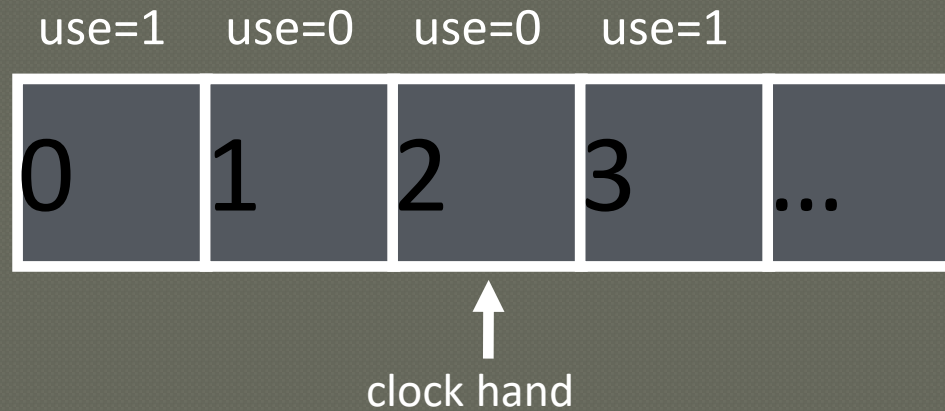 use=1 use=0 use=0 use=1
0 1 2 3 ...
clock hand